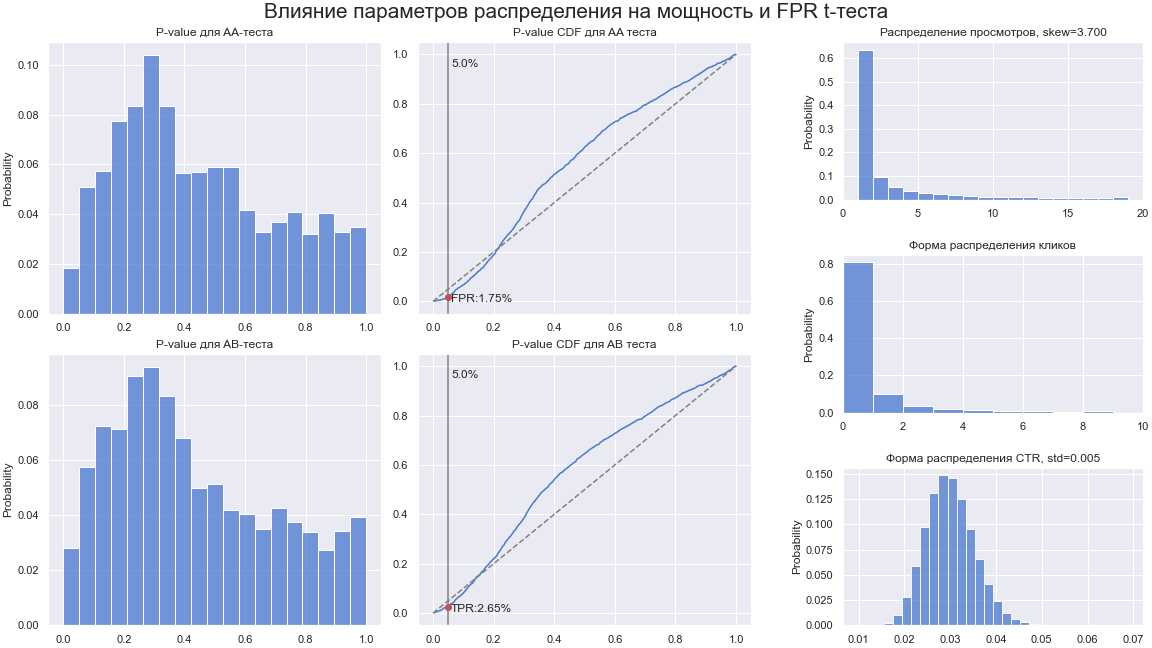 Влияние параметров распределения на мощность и FPR t-теста
P-value для АА-теста
Probability
0.10
0.08
0.06
0.04
0.02
0.00
0.0 0.2 0.4 0.6 0.8 1.0
P-value CDF для АА теста
1.0
0.8
0.6
0.4
0.2
0.0
5.0%
FPR:1.75%
0.0 0.2 0.4 0.6 0.8 1.0
Распределение просмотров, skew=3.700
Probability
0.6
0.5
0.4
0.3
0.2
0.1
0.0
0 5 10 15 20
Форма распределения кликов
Probability
0.8
0.6
0.4
0.2
0.0
0 2 4 6 8 10
P-value для АВ-теста
Probability
0.08
0.06
0.04
0.02
0.00
0.0 0.2 0.4 0.6 0.8 1.0
P-value CDF для АВ теста
1.0
0.8
0.6
0.4
0.2
0.0
5.0%
TPR:2.65%
0.0 0.2 0.4 0.6 0.8 1.0
Форма распределения CTR, std=0.005
Probability
0.150
0.125
0.100
0.075
0.050
0.025
0.000
0.01 0.02 0.03 0.04 0.05 0.06 0.07